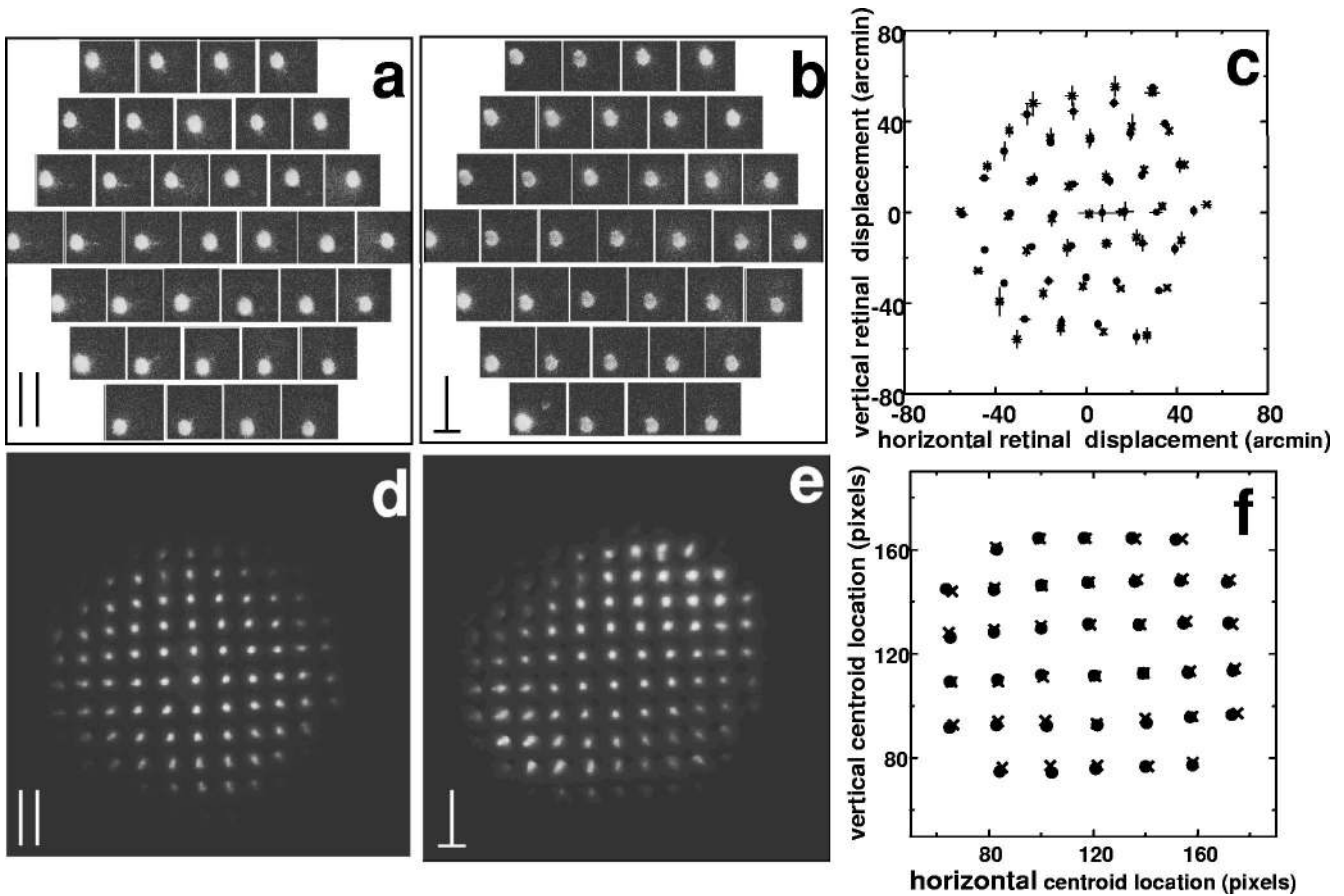 a
b
c
vertical retinal displacement (arcmin)
80
40
0
-40
-80
-80 -40 0 40 80
horizontal retinal displacement (arcmin)
d
e
f
vertical centroid location (pixels)
160
120
80
80 120 160
horizontal centroid location (pixels)